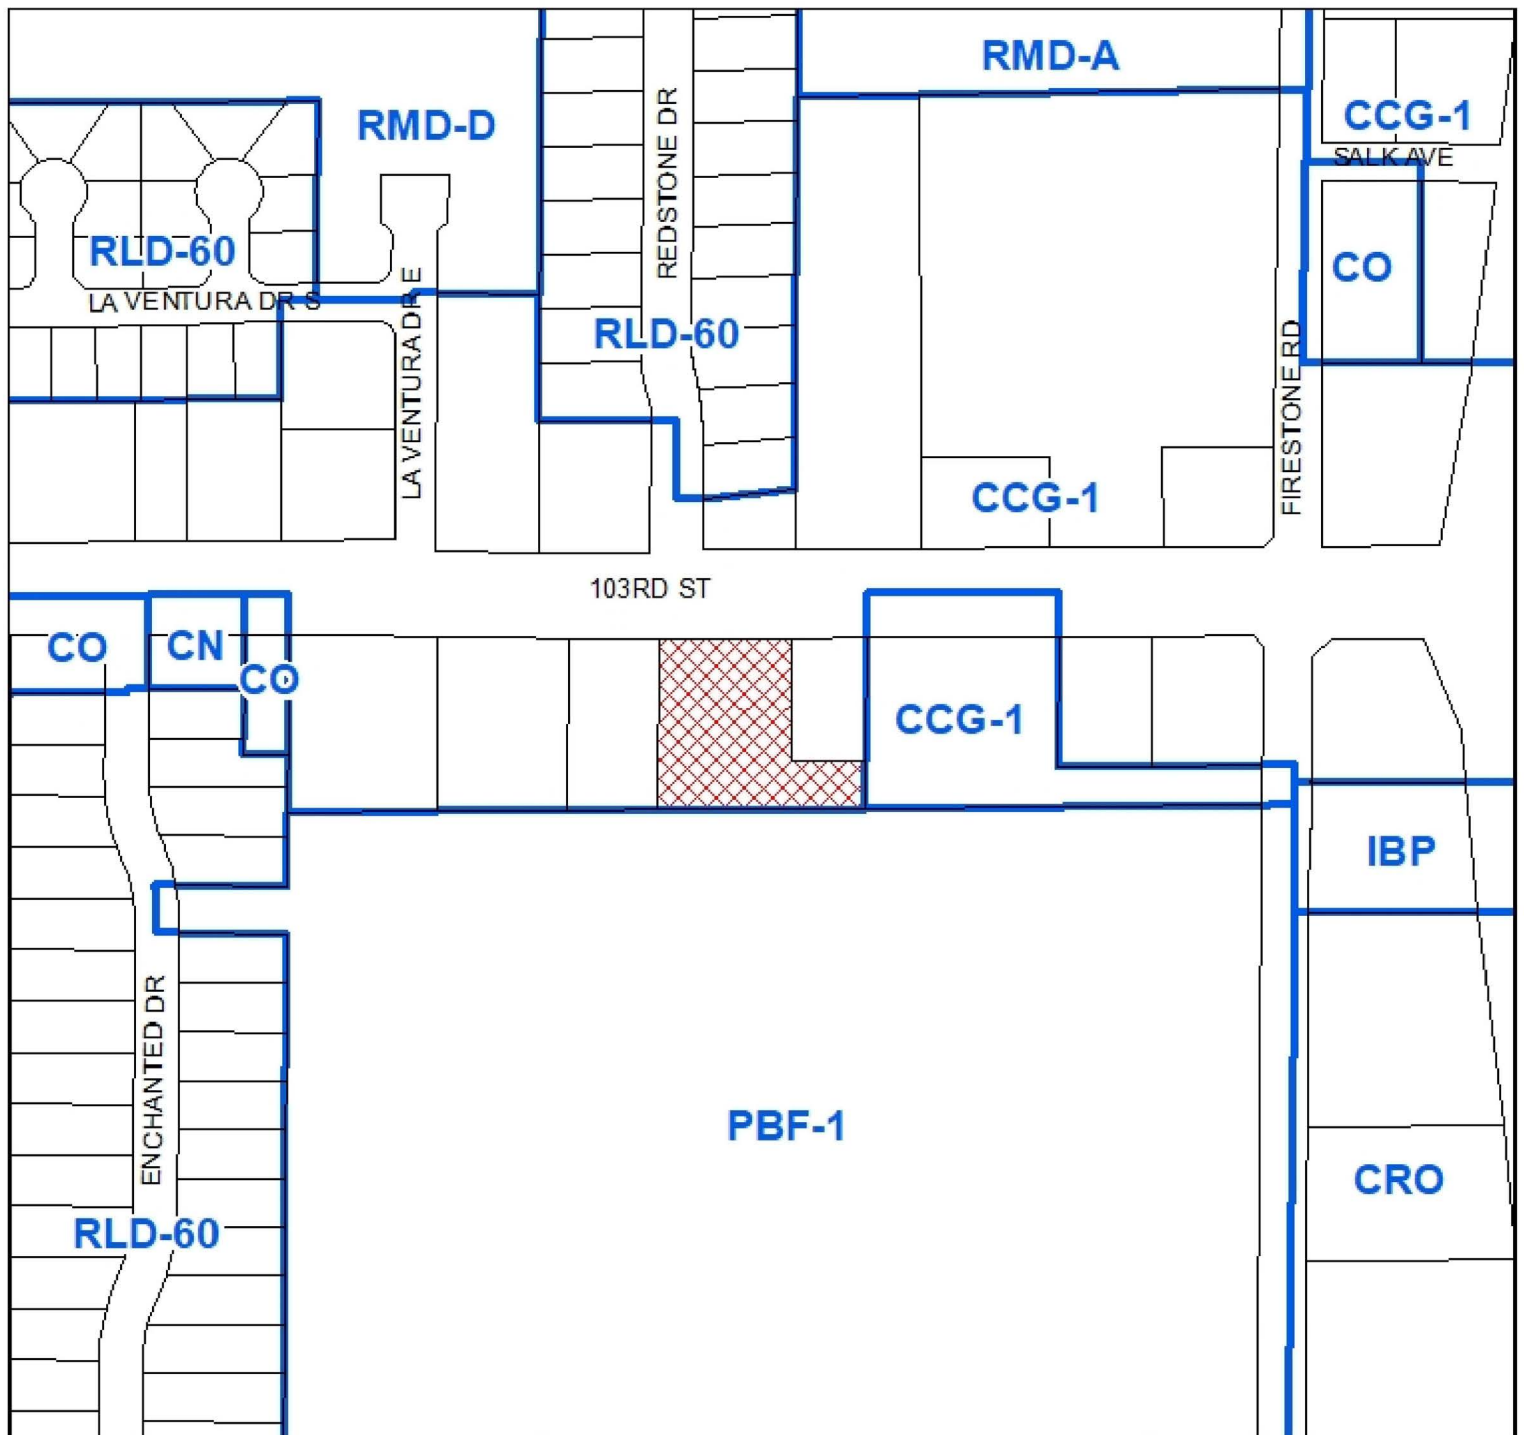 RMD-A
RMD-D
CCG-1
SALK AVE
REDSTONE DR
RLD-60
CO
LA VENTURA DR S
RLD-60
LA VENTURA DR E
FIRESTONE RD
CCG-1
103RD ST
CO
CN
CO
CCG-1
IBP
ENCHANTED DR
PBF-1
CRO
RLD-60